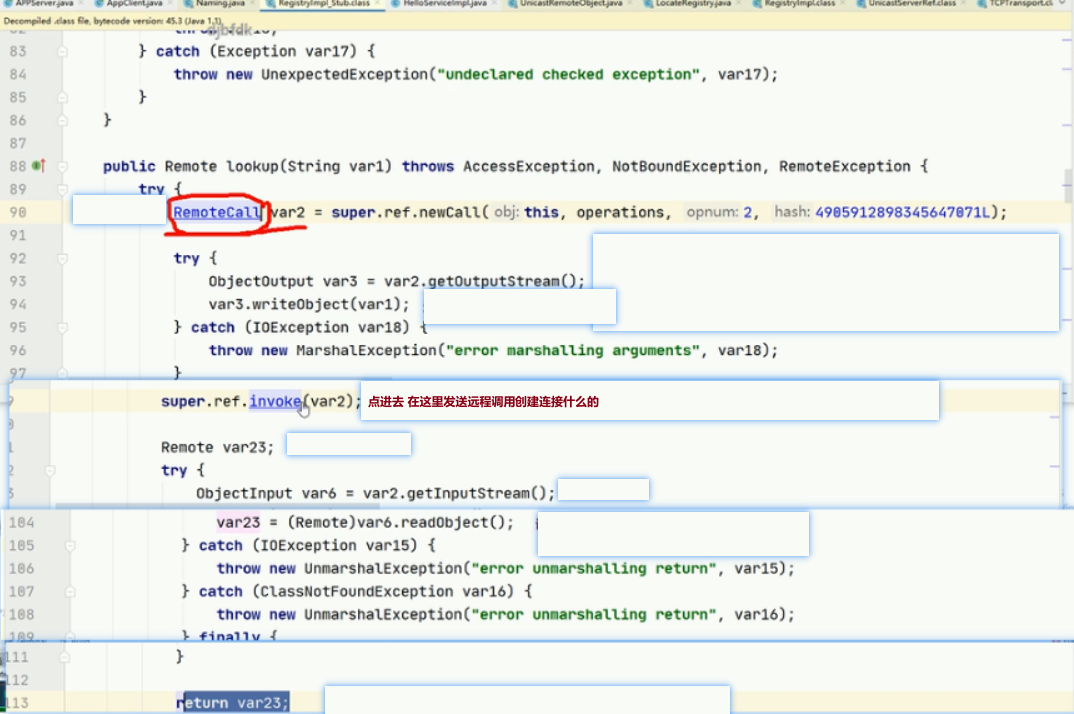 APPServer.java AppClient.java Naming.java RegistryImpl_Stub.class HelloServiceImpl.java UnicastRemoteObject.java LocateRegistry.java RegistryImpl.class UnicastServerRef.class TCPTransport.cl
Decompiled .class file, bytecode version: 45.3 (Java 1.1)
83 } catch (Exception var17) {
84 throw new UnexpectedException("undeclared checked exception", var17);
85 }
86 }
87
88 public Remote lookup(String var1) throws AccessException, NotBoundException, RemoteException {
89 try {
90 RemoteCall var2 = super.ref.newCall( obj: this, operations, opnum: 2, hash: 4905912898345647071L);
91
92 try {
93 ObjectOutput var3 = var2.getOutputStream();
94 var3.writeObject(var1);
95 } catch (IOException var18) {
96 throw new MarshalException("error marshalling arguments", var18);
97 }
super.ref.invoke(var2); 点进去 在这里发送远程调用创建连接什么的
Remote var23;
try {
ObjectInput var6 = var2.getInputStream();
104 var23 = (Remote)var6.readObject();
105 } catch (IOException var15) {
106 throw new UnmarshalException("error unmarshalling return", var15);
107 } catch (ClassNotFoundException var16) {
108 throw new UnmarshalException("error unmarshalling return", var16);
109 } finally {
111 }
112
113 return var23;